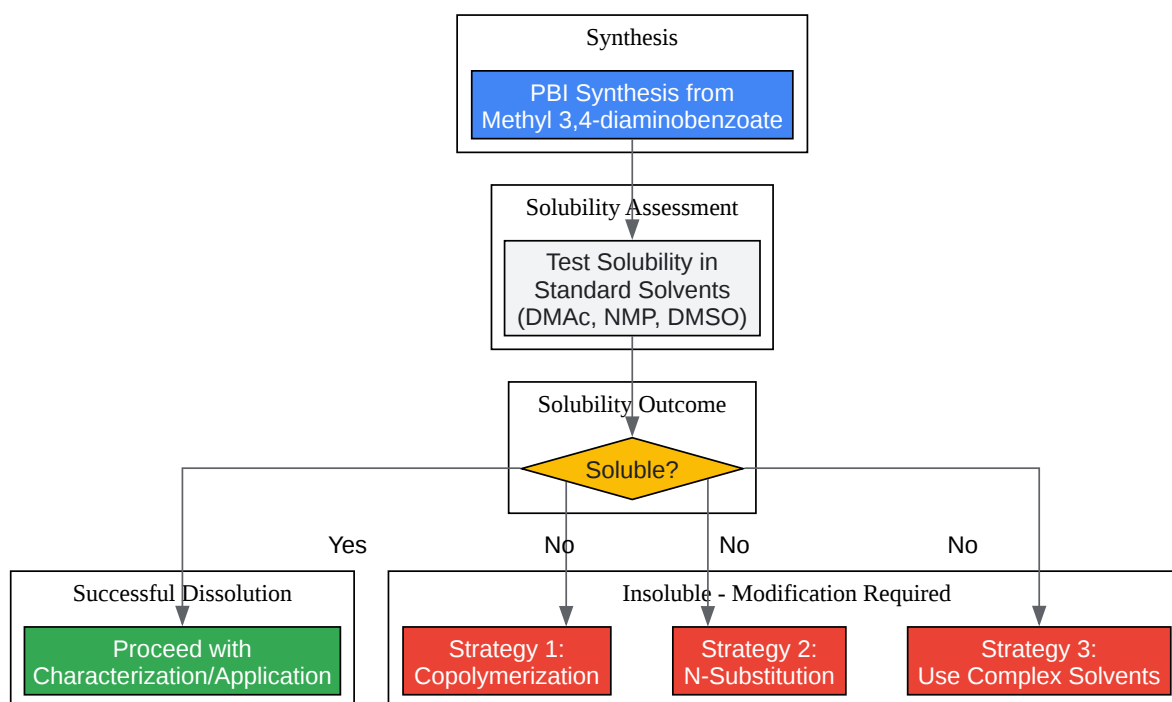 Synthesis
PBI Synthesis from
Methyl 3,4-diaminobenzoate
Solubility Assessment
Test Solubility in
Standard Solvents
(DMAc, NMP, DMSO)
Solubility Outcome
Soluble?
Yes
No
No
No
Successful Dissolution
Proceed with
Characterization/Application
Insoluble - Modification Required
Strategy 1:
Copolymerization
Strategy 2:
N-Substitution
Strategy 3:
Use Complex Solvents